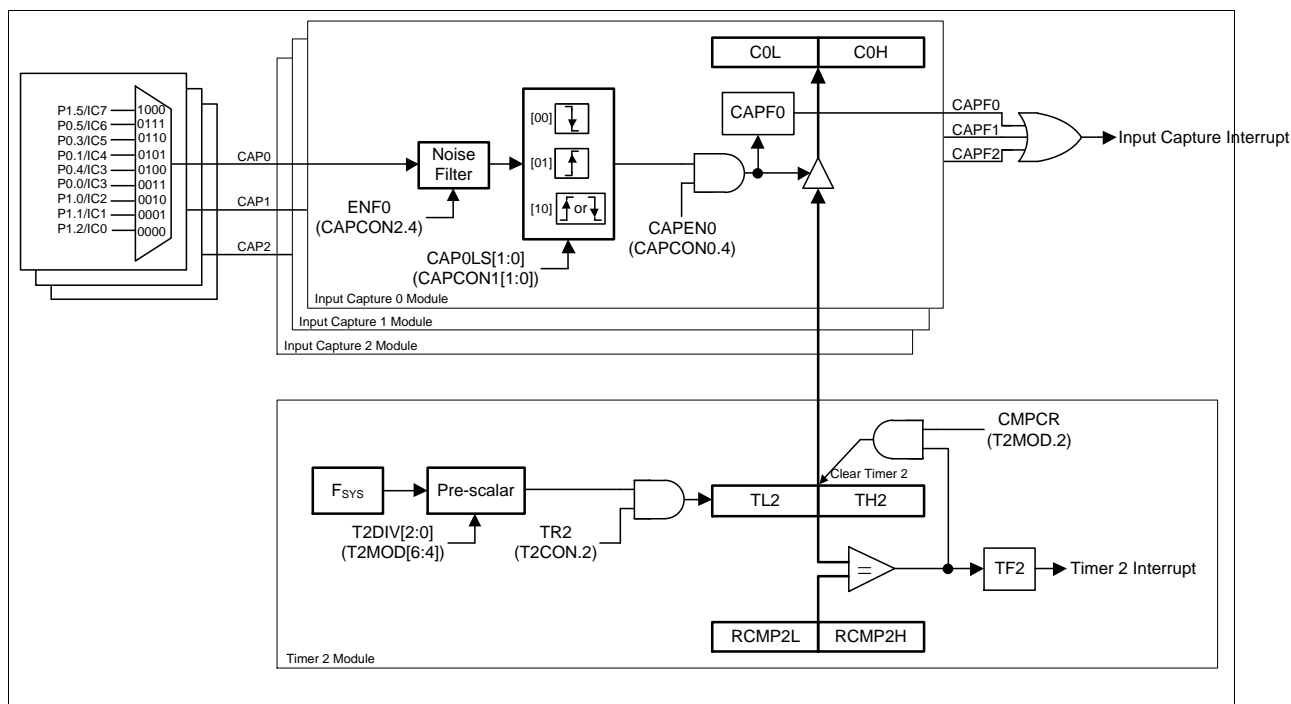 C0L C0H
P1.5/IC7 1000
P0.5/IC6 0111
P0.3/IC5 0110
P0.1/IC4 0101
P0.4/IC3 0100
P0.0/IC3 0011
P1.0/IC2 0010
P1.1/IC1 0001
P1.2/IC0 0000
CAP0
CAP1
CAP2
Noise
Filter
ENF0
(CAPCON2.4)
[00]
[01]
[10] or
CAP0LS[1:0]
(CAPCON1[1:0])
CAPEN0
(CAPCON0.4)
CAPF0
CAPF0
CAPF1
CAPF2
Input Capture Interrupt
Input Capture 0 Module
Input Capture 1 Module
Input Capture 2 Module
CMPCR
(T2MOD.2)
Clear Timer 2
FSYS
Pre-scalar
T2DIV[2:0]
(T2MOD[6:4])
TR2
(T2CON.2)
TL2 TH2
=
TF2
Timer 2 Interrupt
RCMP2L RCMP2H
Timer 2 Module